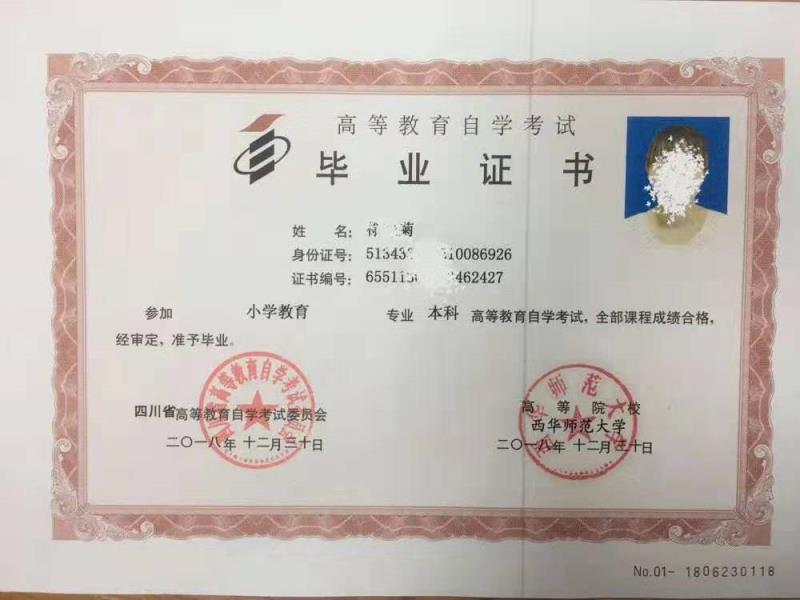 高等教育自学考试
毕业证书
姓 名: 菊
身份证号: 51343 10086926
证书编号: 65511 462427
参加 小学教育 专业 本科 高等教育自学考试,全部课程成绩合格,
经审定,准予毕业。
四川省高等教育自学考试委员会
二〇一八年 十二月三十日
高等院校
西华师范大学
二〇一八年 十二月三十日
No.01- 1806230118